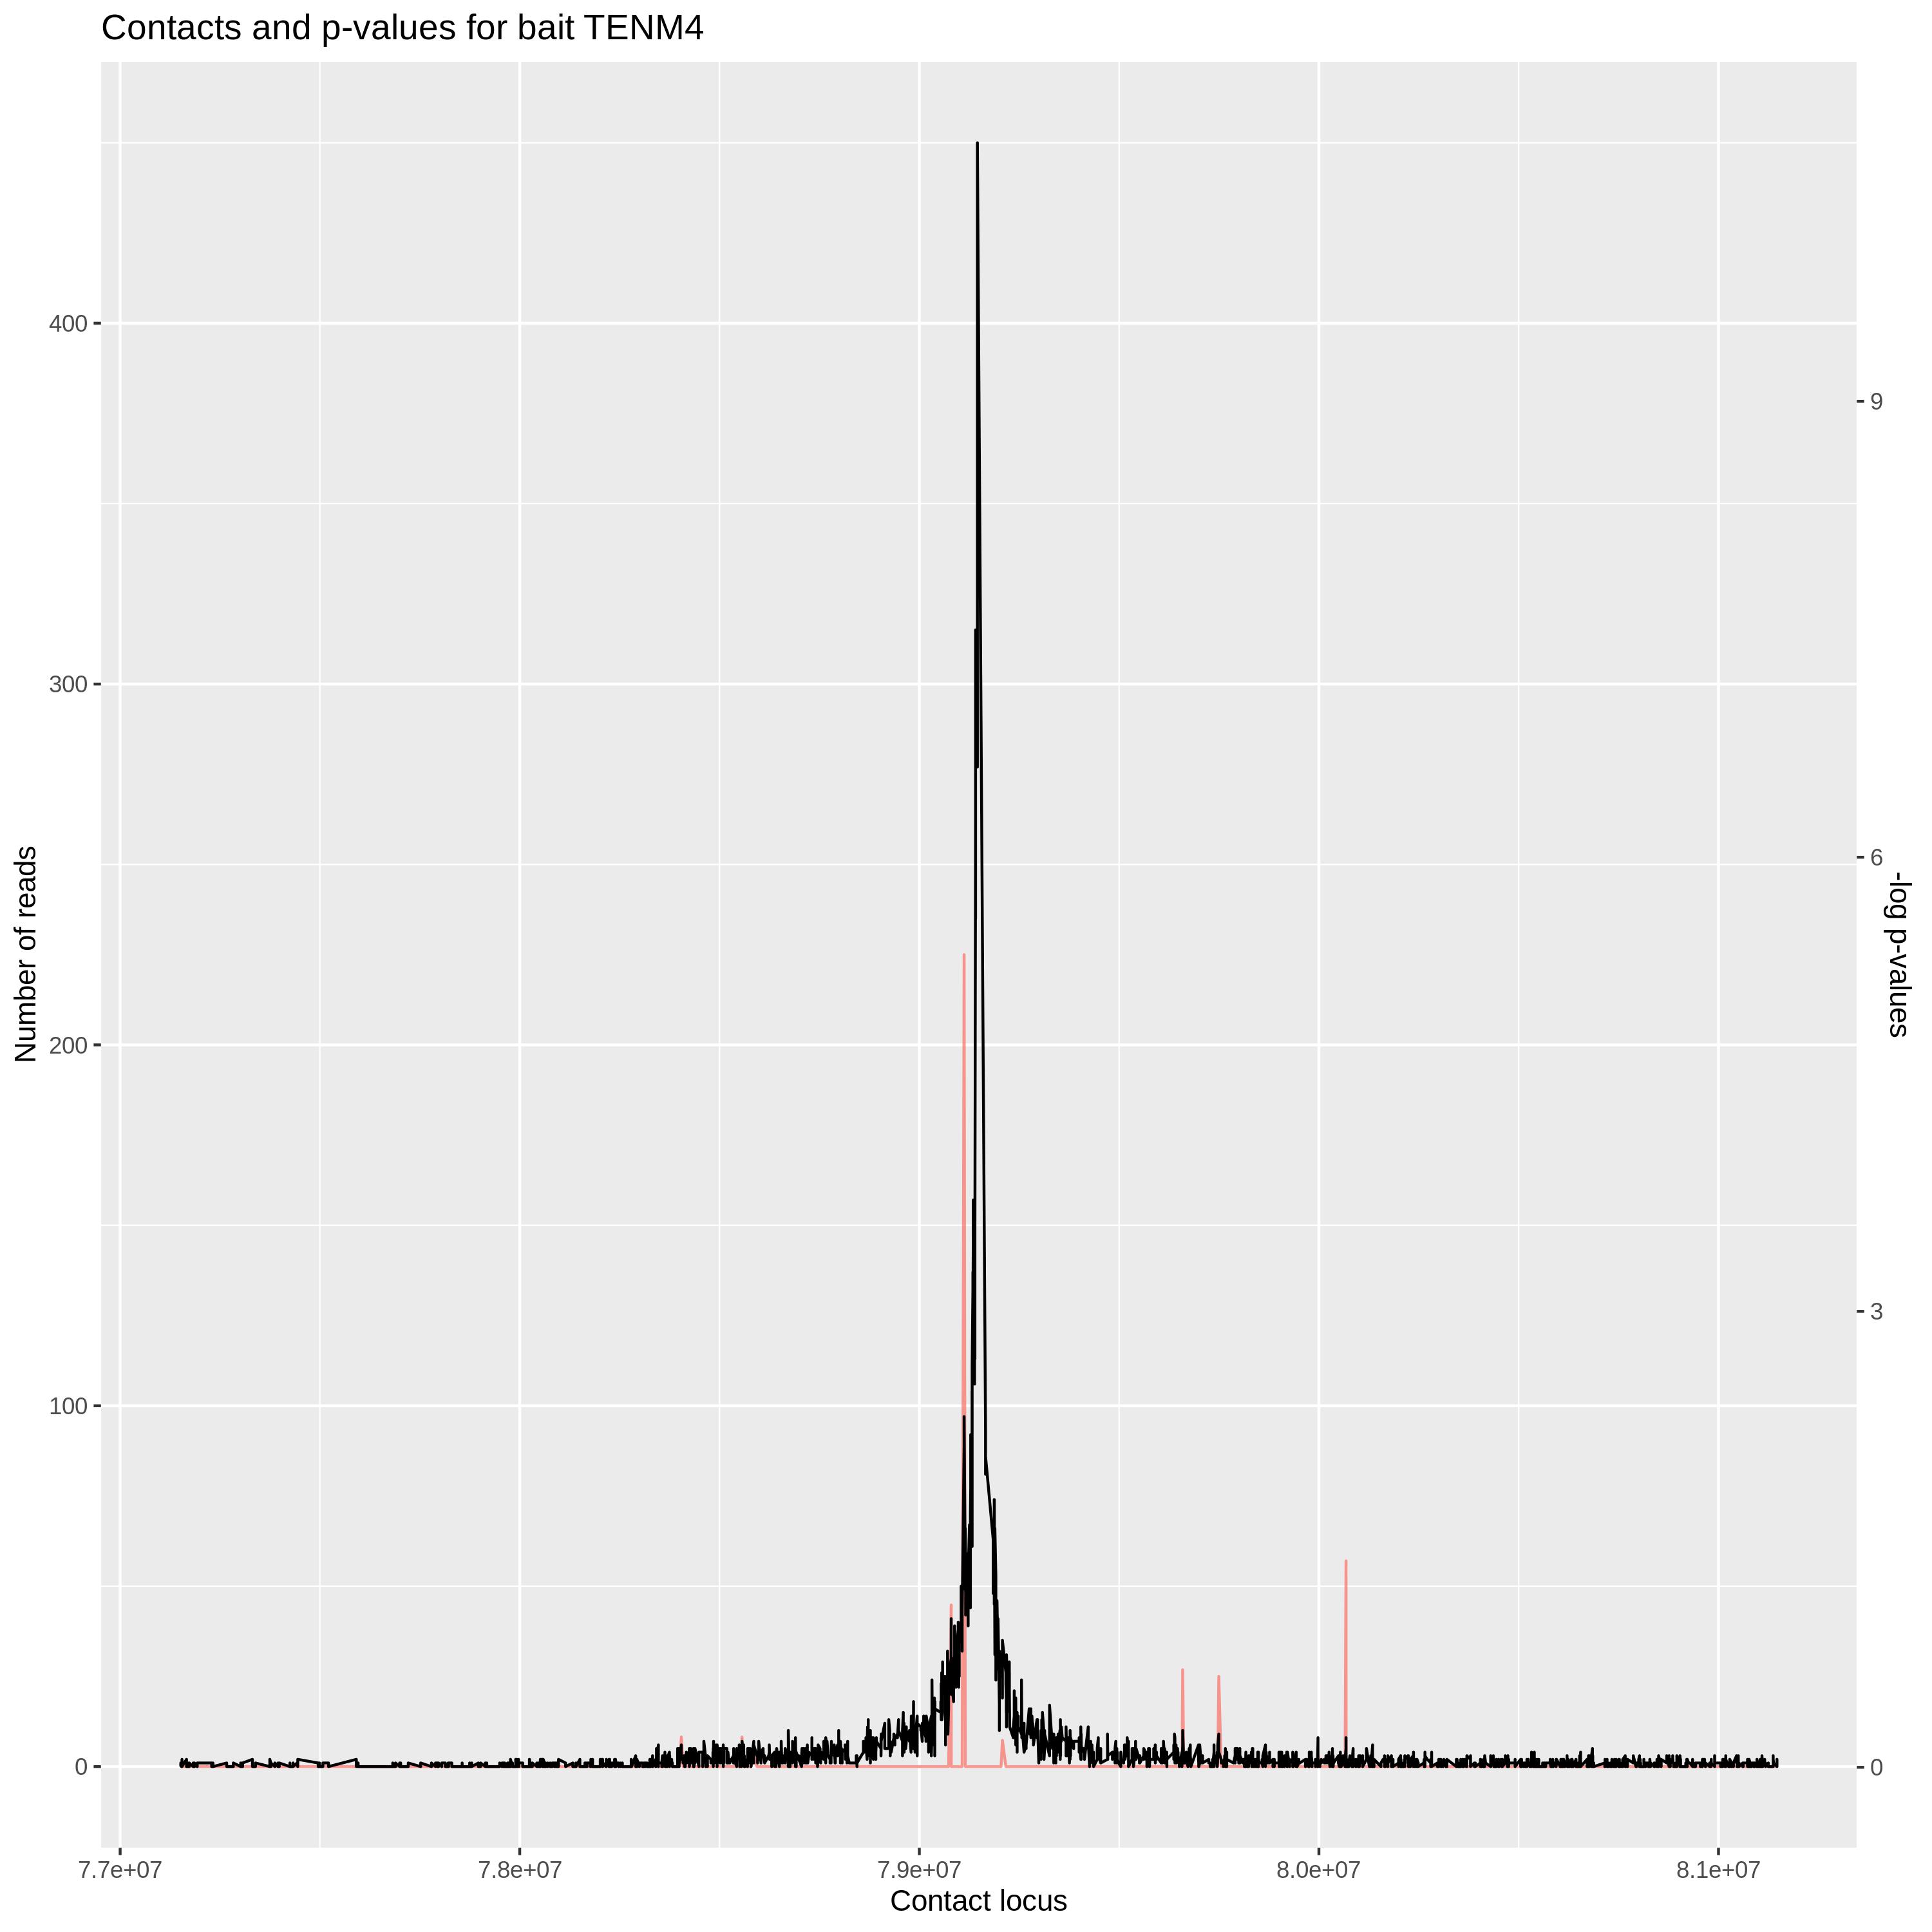 Contacts and p-values for bait TENM4
400
300
200
100
0
Number of reads
9
6
3
0
-log p-values
7.7e+07 7.8e+07 7.9e+07 8.0e+07 8.1e+07
Contact locus